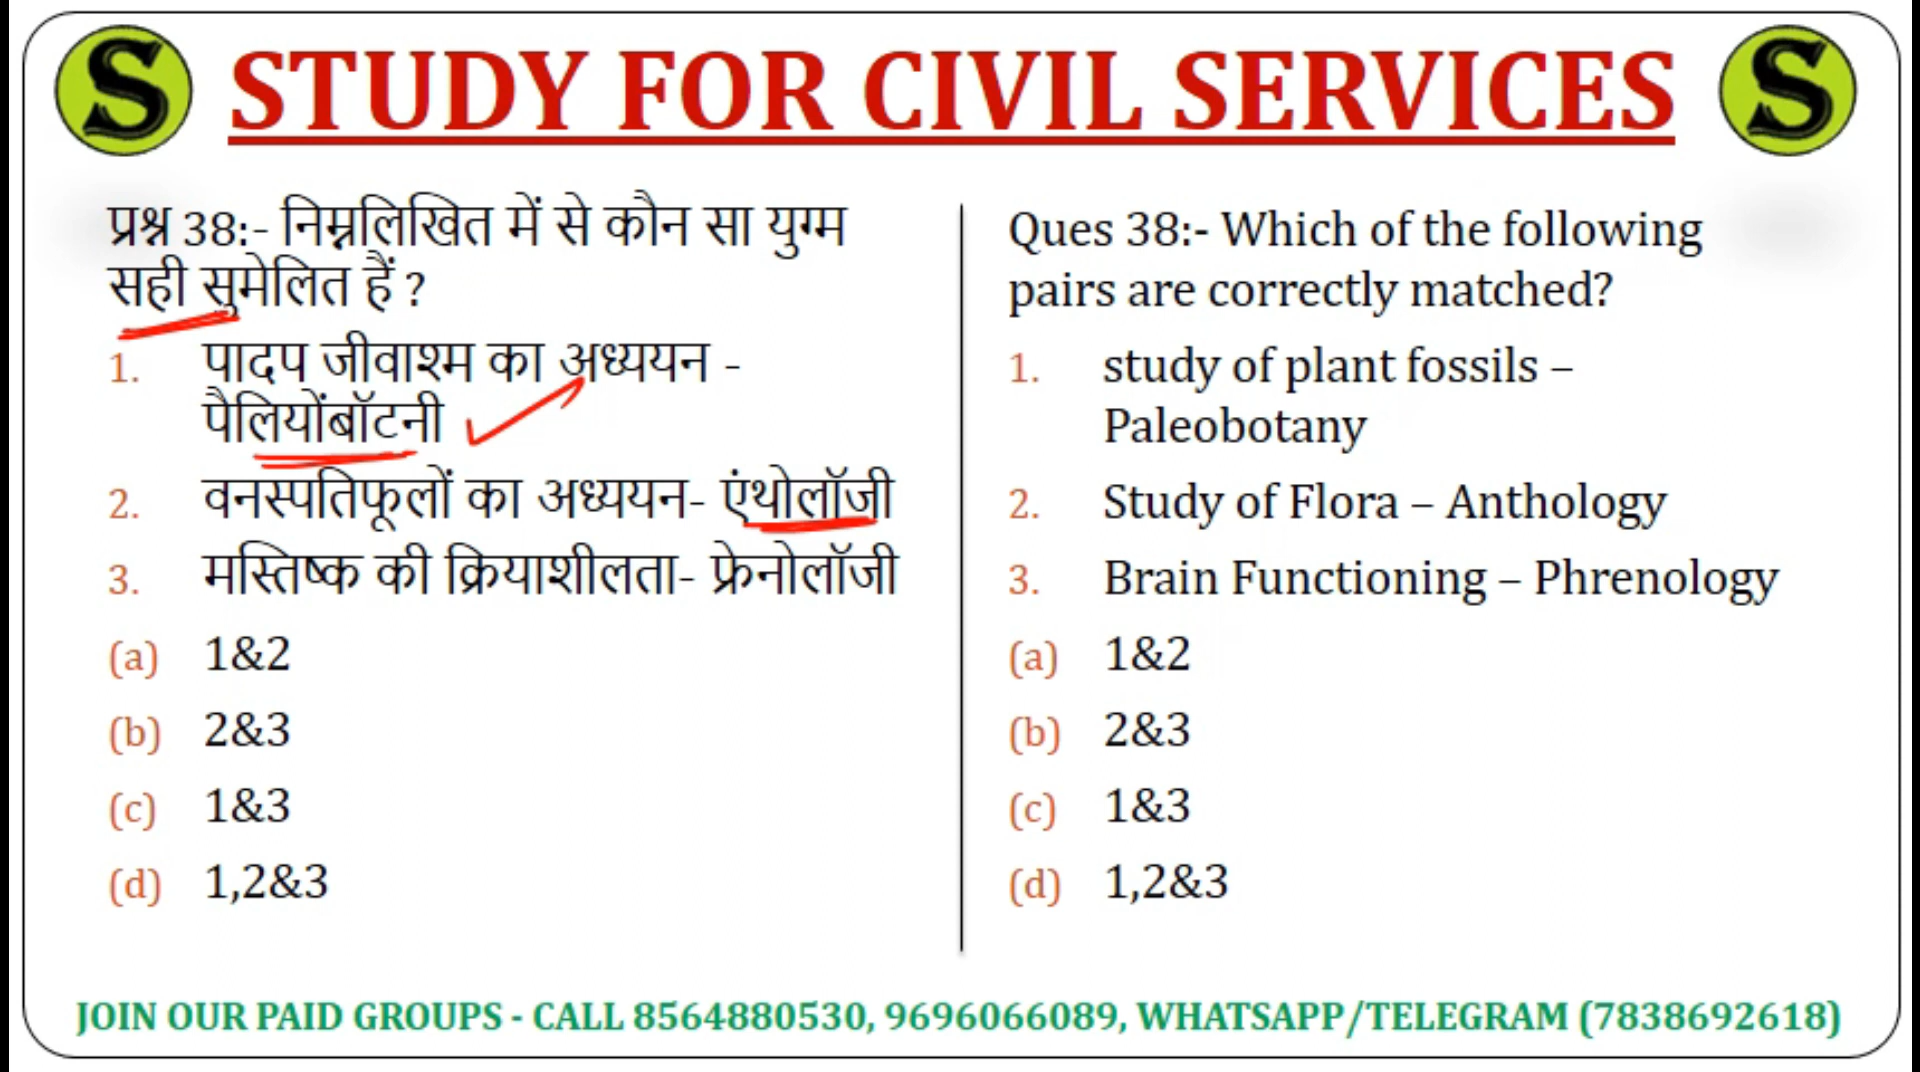 S STUDY FOR CIVIL SERVICES S
प्रश्न 38:- निम्नलिखित में से कौन सा युग्म
सही सुमेलित हैं ?
1. पादप जीवाश्म का अध्ययन -
पैलियोंबॉटनी
2. वनस्पतिफूलों का अध्ययन- एंथोलॉजी
3. मस्तिष्क की क्रियाशीलता- फ्रेनोलॉजी
(a) 1&2
(b) 2&3
(c) 1&3
(d) 1,2&3
Ques 38:- Which of the following
pairs are correctly matched?
1. study of plant fossils –
Paleobotany
2. Study of Flora – Anthology
3. Brain Functioning – Phrenology
(a) 1&2
(b) 2&3
(c) 1&3
(d) 1,2&3
JOIN OUR PAID GROUPS - CALL 8564880530, 9696066089, WHATSAPP/TELEGRAM (7838692618)